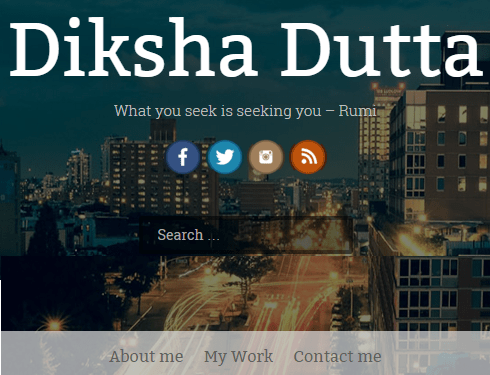 Diksha Dutta
What you seek is seeking you – Rumi
Search ...
About me My Work Contact me